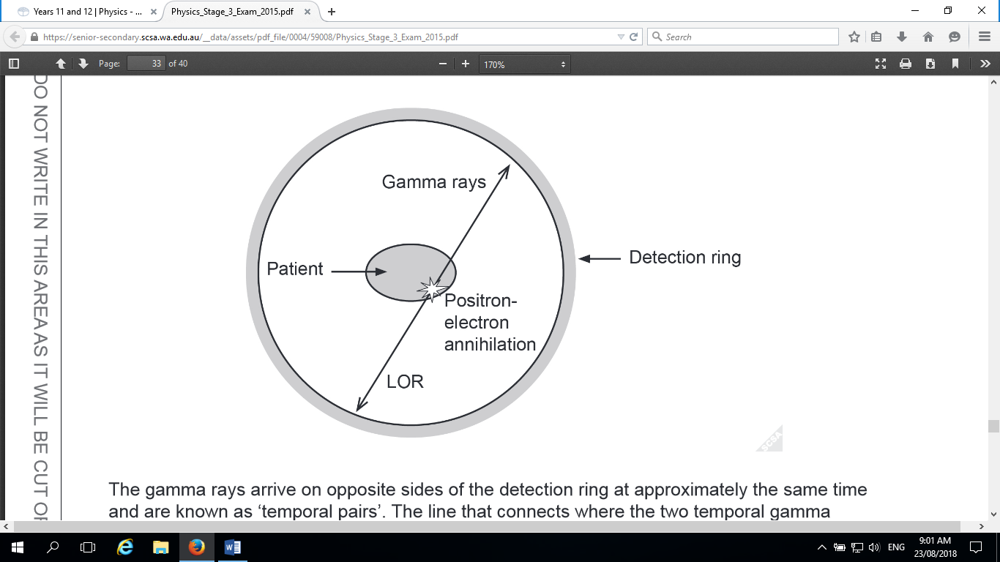 Years 11 and 12 | Physics - ...
Physics_Stage_3_Exam_2015.pdf
https://senior-secondary.scsa.wa.edu.au/__data/assets/pdf_file/0004/59008/Physics_Stage_3_Exam_2015.pdf
Search
Page: 33 of 40
170%
DO NOT WRITE IN THIS AREA AS IT WILL BE CUT OF
Gamma rays
Patient
Detection ring
Positron-
electron
annihilation
LOR
SCSA
The gamma rays arrive on opposite sides of the detection ring at approximately the same time
and are known as ‘temporal pairs’. The line that connects where the two temporal gamma
ENG
9:01 AM
23/08/2018